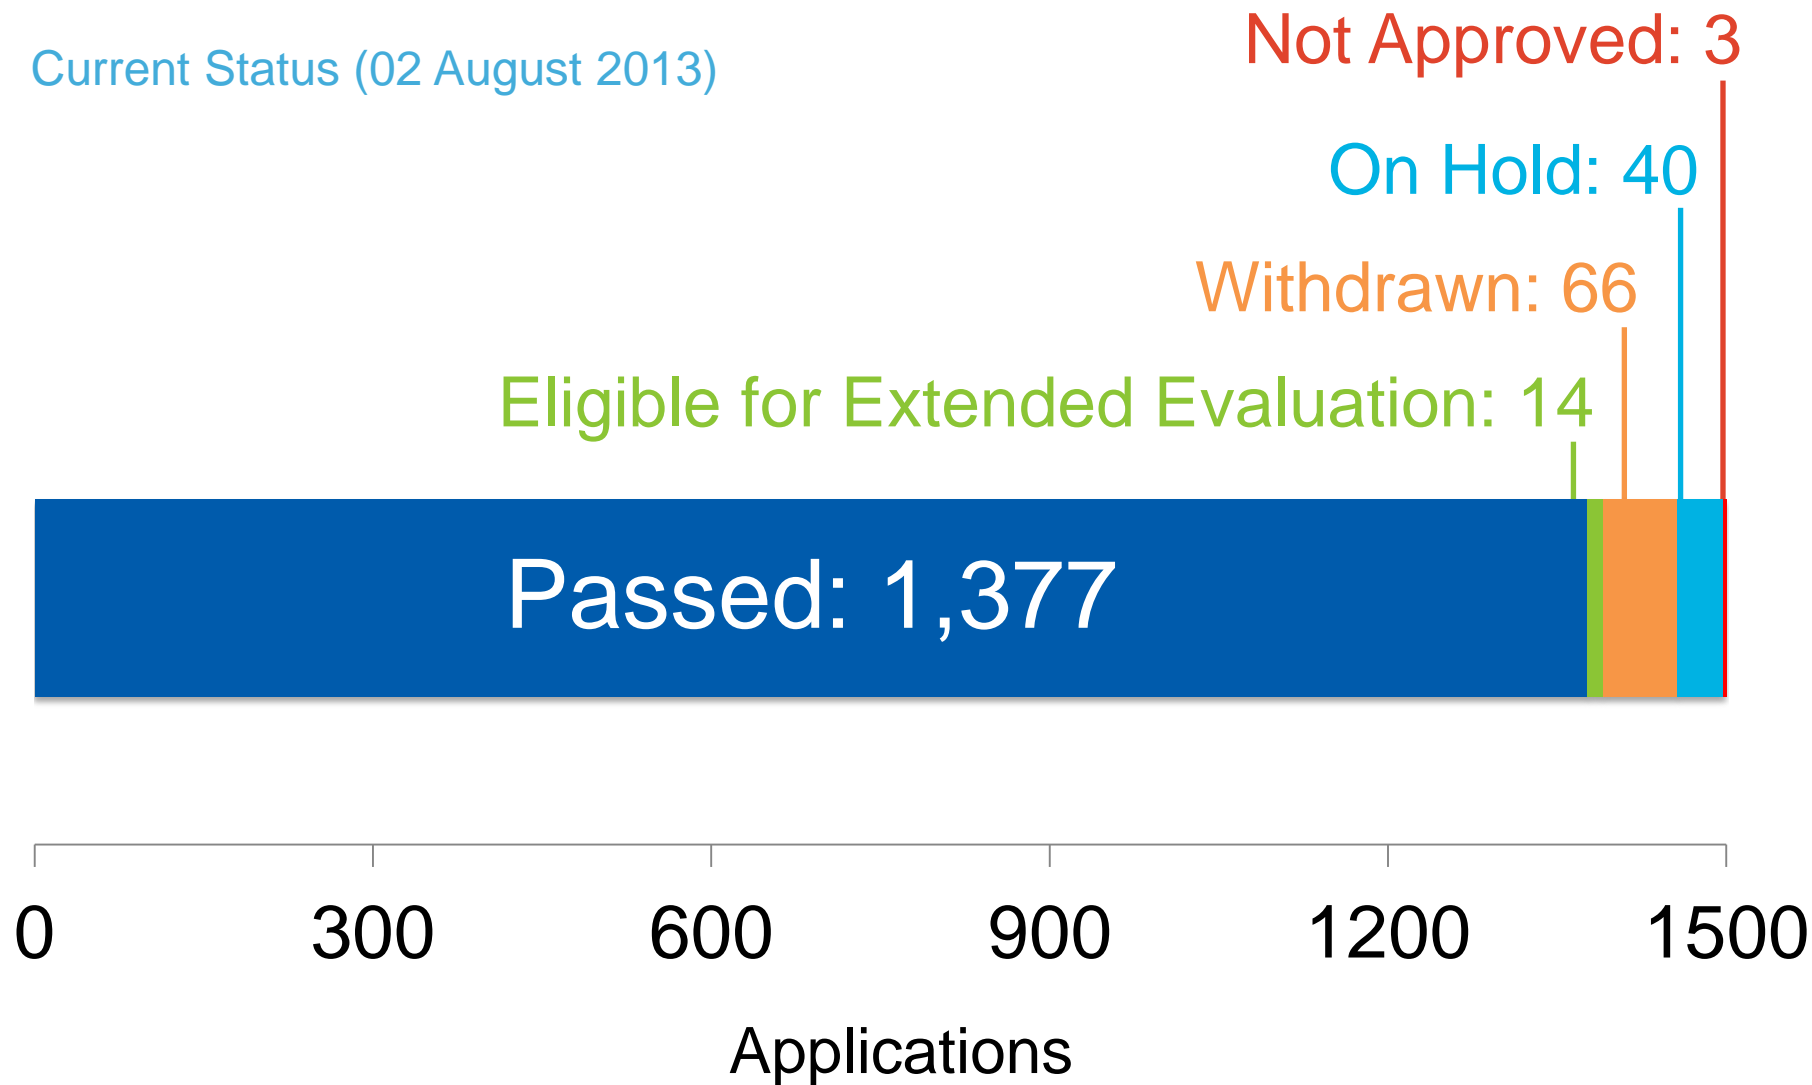 Not Approved: 3
Current Status (02 August 2013)
On Hold: 40
Withdrawn: 66
Eligible for Extended Evaluation: 14
Passed: 1,377
0 300 600 900 1200 1500
Applications